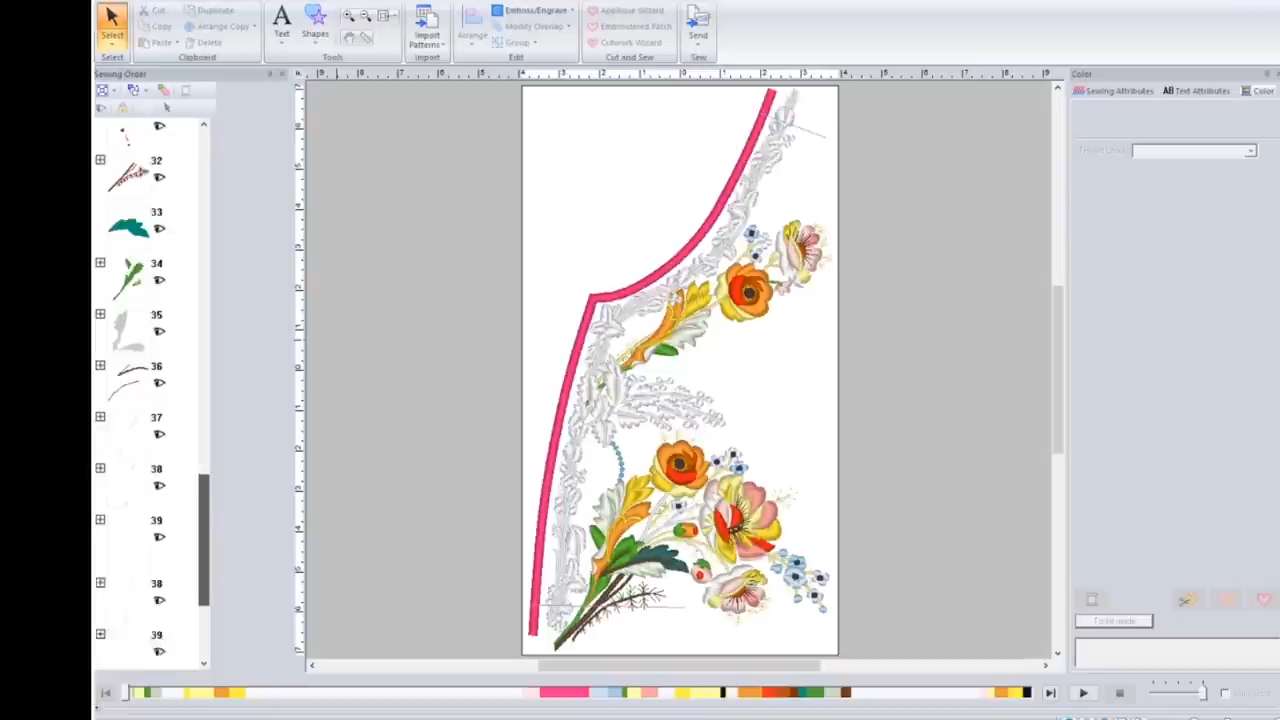 Cut Duplicate Emboss/Engrave Applique Wizard
Select Copy Arrange Copy Text Shapes Import Patterns Arrange Modify Overlap Embroidered Patch Send
Paste Delete Group Cutwork Wizard
Select Clipboard Tools Import Edit Cut and Sew Sew
Sewing Order Color
Sewing Attributes Text Attributes Color
32
33
34
35
36
37
38
39
38
39